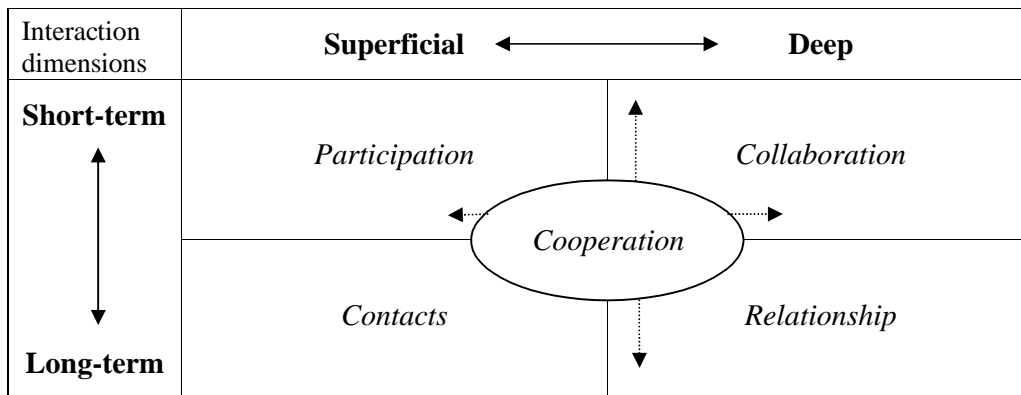 Interaction
dimensions
Superficial
Deep
Short-term
Participation
Collaboration
Cooperation
Contacts
Relationship
Long-term